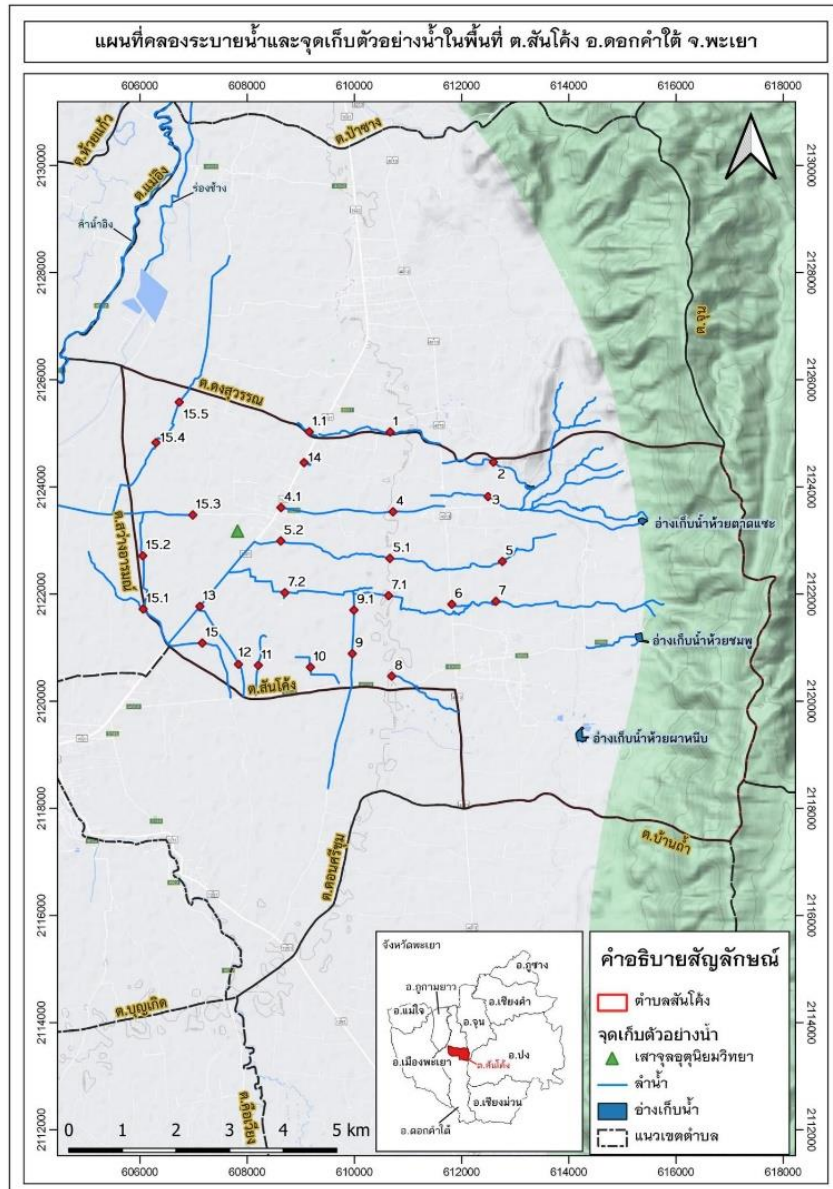 แผนที่คลองระบายน้ำและจุดเก็บตัวอย่างน้ำในพื้นที่ ต.สันโค้ง อ.ดอกคำใต้ จ.พะเยา
606000 608000 610000 612000 614000 616000 618000
2130000
2128000
2126000
2124000
2122000
2120000
2118000
2116000
2114000
2112000
2130000
2128000
2126000
2124000
2122000
2120000
2118000
2116000
2114000
2112000
ต.ห้วยแก้ว
ต.ป่าซาง
ต.แม่อิง
ร่องช้าง
ลำน้ำอิง
ต.ดงสุวรรณ
15.5
1.1
1
15.4
14
2
3
4.1
4
15.3
อ่างเก็บน้ำห้วยตาดแซะ
5.2
5.1
5
15.2
ต.สว่างอารมณ์
7.2
7.1
6
7
15.1
13
9.1
15
อ่างเก็บน้ำห้วยชมพู
12
11
10
9
8
ต.สันโค้ง
อ่างเก็บน้ำห้วยผาหนีบ
ต.ดอนศรีชุม
ต.บ้านถ้ำ
ต.บุญเกิด
จังหวัดพะเยา
อ.ภูซาง
อ.ภูกามยาว
อ.เชียงคำ
อ.แม่ใจ
อ.จุน
อ.เมืองพะเยา
อ.ปง
ต.สันโค้ง
อ.เชียงม่วน
อ.ดอกคำใต้
คำอธิบายสัญลักษณ์
ตำบลสันโค้ง
จุดเก็บตัวอย่างน้ำ
เสาจุลอุตุนิยมวิทยา
ลำน้ำ
อ่างเก็บน้ำ
แนวเขตตำบล
0 1 2 3 4 5 km
606000 608000 610000 612000 614000 616000 618000